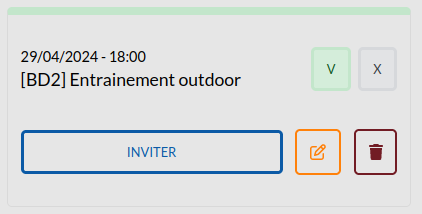 29/04/2024 - 18:00
[BD2] Entrainement outdoor
V
X
INVITER